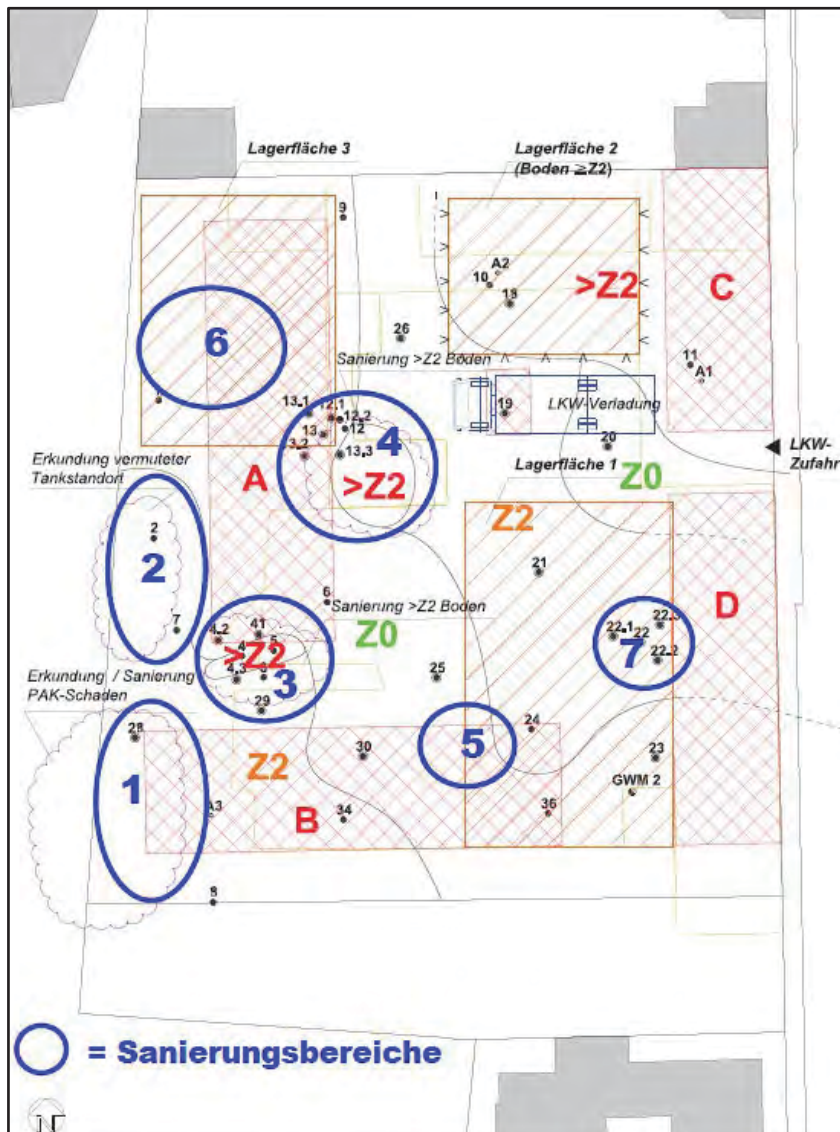 Lagerfläche 3
Lagerfläche 2
(Boden ≥Z2)
9
A2
10
18
>Z2
C
6
26
11
A1
Sanierung >Z2 Boden
13.1
12.1
12.2
19
LKW-Verladung
13
12
4
20
LKW-
Zufahrt
3.2
13.3
Erkundung vermuteter
Tankstandort
A
>Z2
Lagerfläche 1
Z0
Z2
2
2
21
6
Sanierung >Z2 Boden
D
7
4.2
41
Z0
22.1
22
4
5
>Z2
7
22.2
4.3
3
3
25
Erkundung / Sanierung
PAK-Schaden
29
28
24
5
30
Z2
23
1
GWM 2
A3
B
34
36
8
= Sanierungsbereiche
N